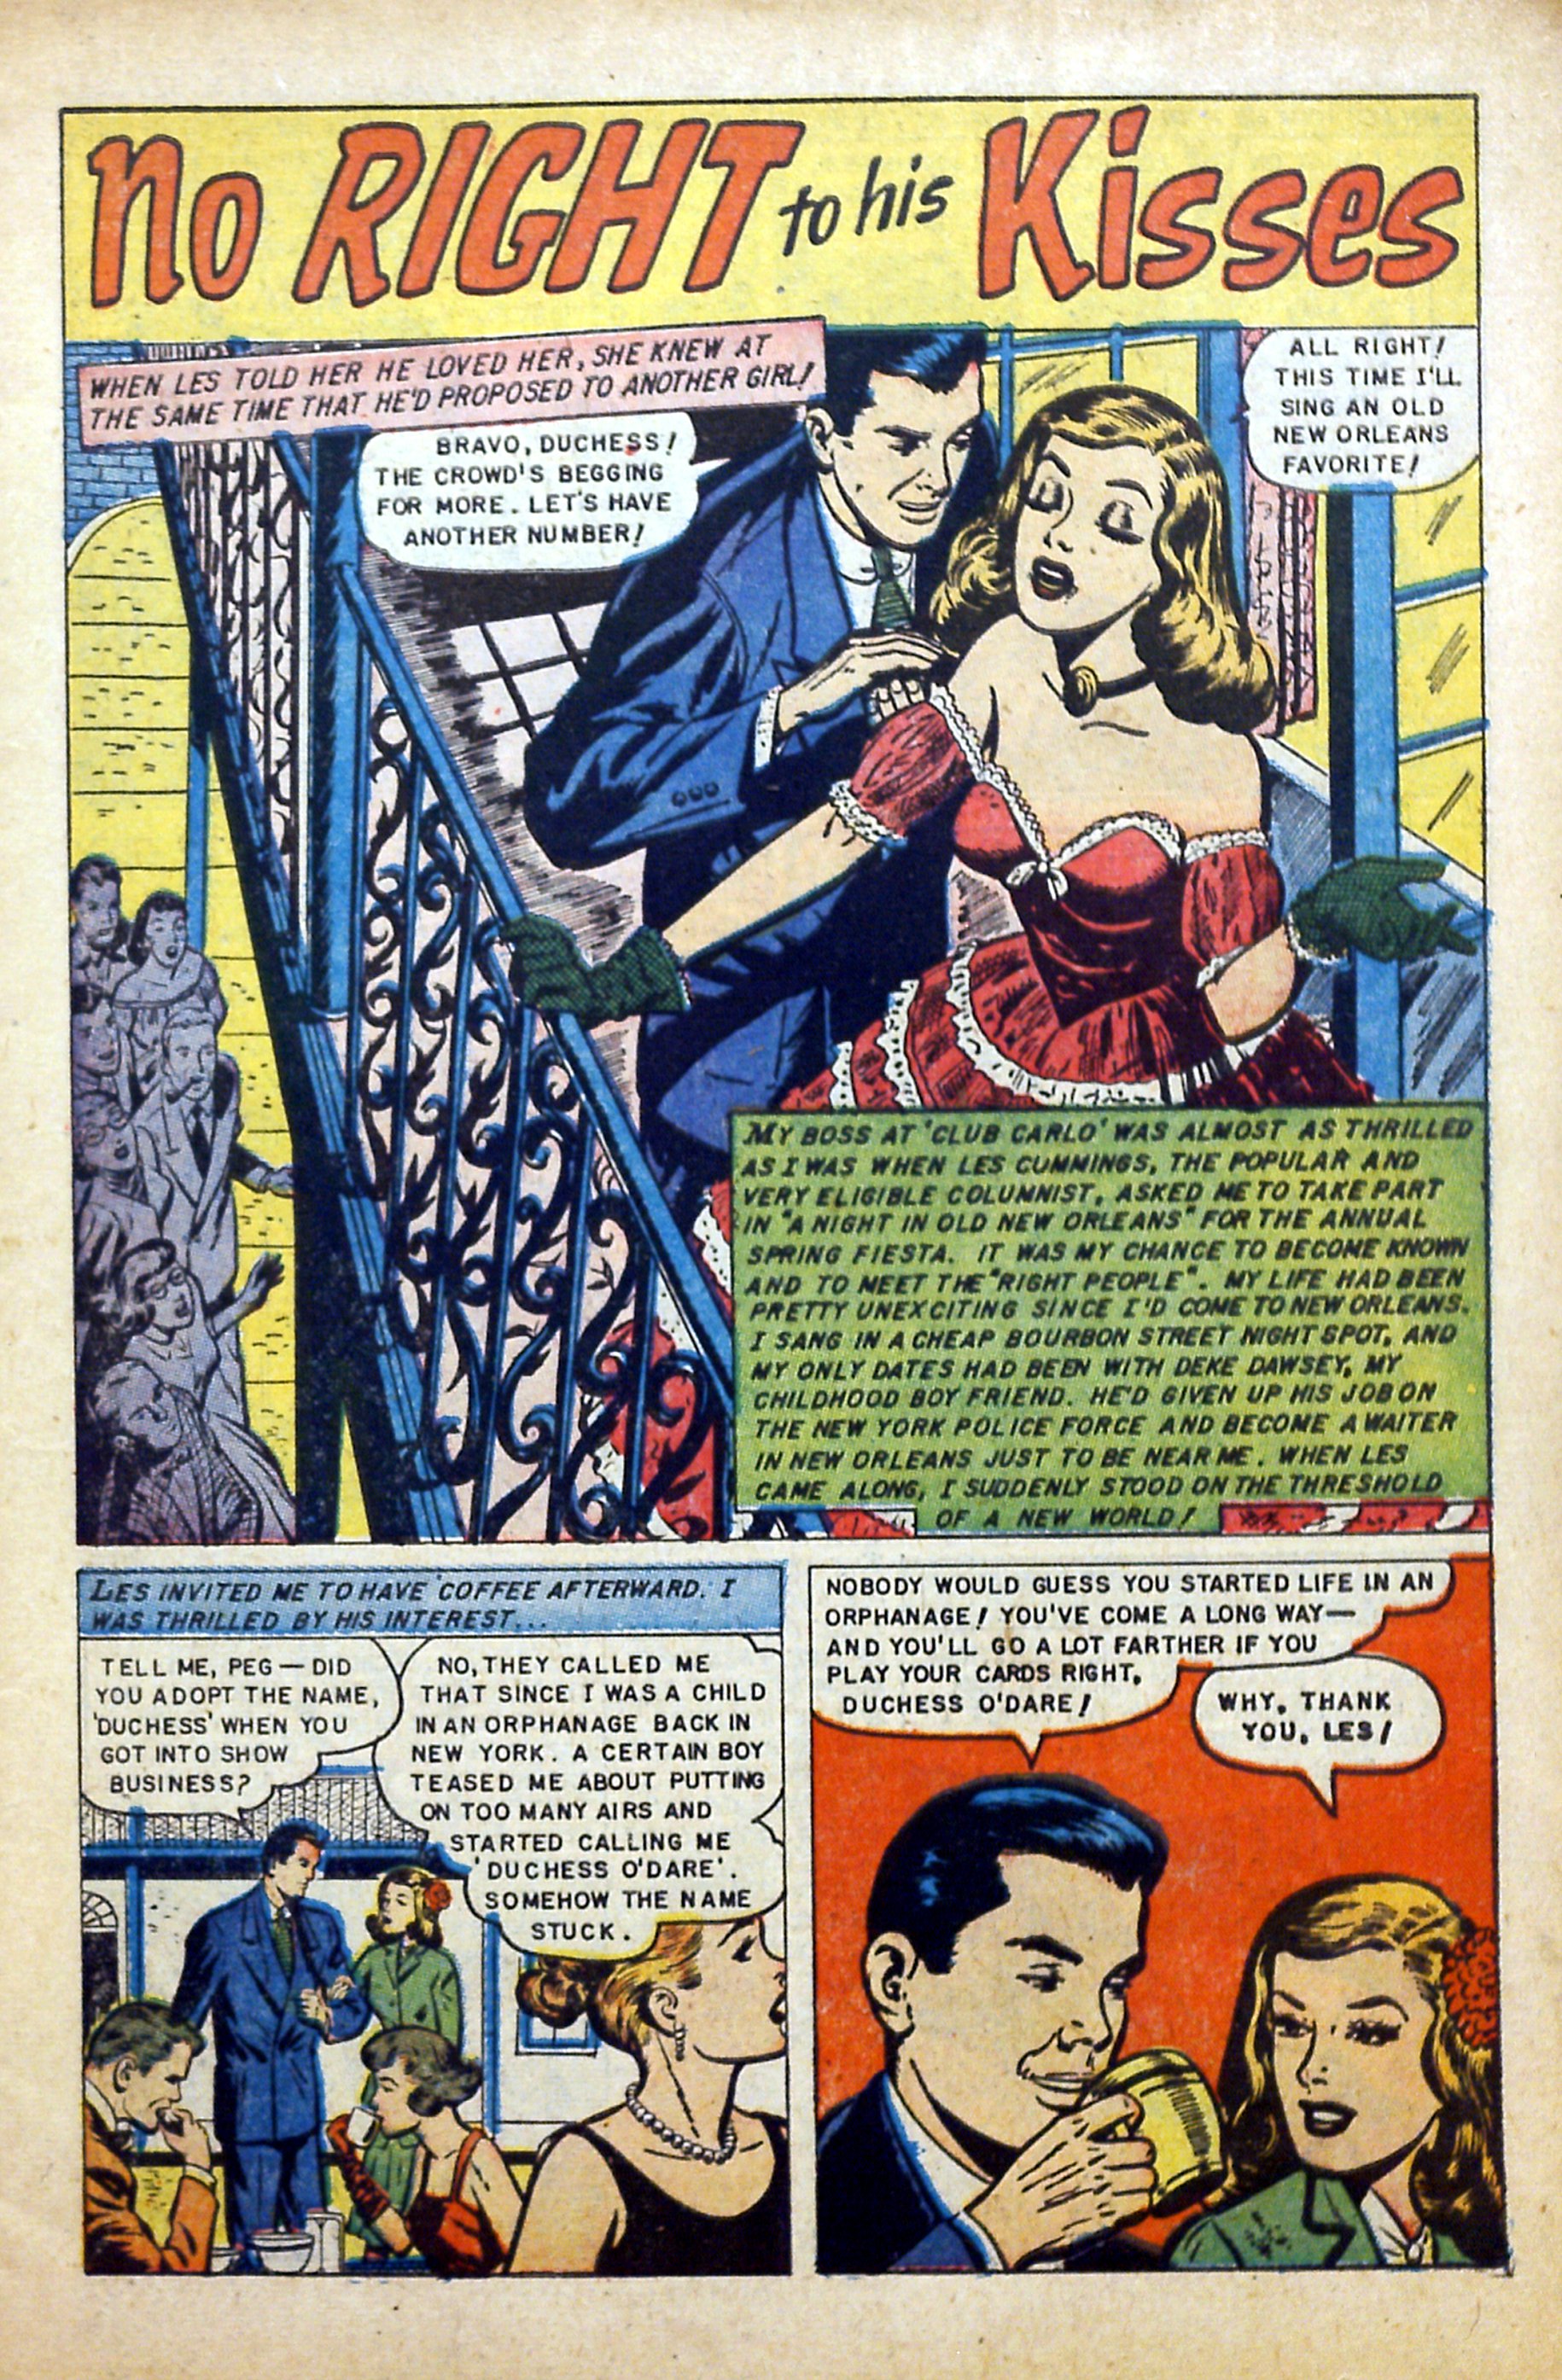 No RIGHT to his Kisses
WHEN LES TOLD HER HE LOVED HER, SHE KNEW AT
THE SAME TIME THAT HE'D PROPOSED TO ANOTHER GIRL!
BRAVO, DUCHESS!
THE CROWD'S BEGGING
FOR MORE. LET'S HAVE
ANOTHER NUMBER!
ALL RIGHT!
THIS TIME I'LL
SING AN OLD
NEW ORLEANS
FAVORITE!
MY BOSS AT 'CLUB CARLO' WAS ALMOST AS THRILLED
AS I WAS WHEN LES CUMMINGS, THE POPULAR AND
VERY ELIGIBLE COLUMNIST, ASKED ME TO TAKE PART
IN "A NIGHT IN OLD NEW ORLEANS" FOR THE ANNUAL
SPRING FIESTA. IT WAS MY CHANCE TO BECOME KNOWN
AND TO MEET THE "RIGHT PEOPLE". MY LIFE HAD BEEN
PRETTY UNEXCITING SINCE I'D COME TO NEW ORLEANS.
I SANG IN A CHEAP BOURBON STREET NIGHT SPOT, AND
MY ONLY DATES HAD BEEN WITH DEKE DAWSEY, MY
CHILDHOOD BOY FRIEND. HE'D GIVEN UP HIS JOB ON
THE NEW YORK POLICE FORCE AND BECOME A WAITER
IN NEW ORLEANS JUST TO BE NEAR ME. WHEN LES
CAME ALONG, I SUDDENLY STOOD ON THE THRESHOLD
OF A NEW WORLD!
LES INVITED ME TO HAVE COFFEE AFTERWARD. I
WAS THRILLED BY HIS INTEREST...
TELL ME, PEG — DID
YOU ADOPT THE NAME,
'DUCHESS' WHEN YOU
GOT INTO SHOW
BUSINESS?
NO, THEY CALLED ME
THAT SINCE I WAS A CHILD
IN AN ORPHANAGE BACK IN
NEW YORK. A CERTAIN BOY
TEASED ME ABOUT PUTTING
ON TOO MANY AIRS AND
STARTED CALLING ME
'DUCHESS O'DARE'.
SOMEHOW THE NAME
STUCK.
NOBODY WOULD GUESS YOU STARTED LIFE IN AN
ORPHANAGE! YOU'VE COME A LONG WAY—
AND YOU'LL GO A LOT FARTHER IF YOU
PLAY YOUR CARDS RIGHT,
DUCHESS O'DARE!
WHY, THANK
YOU, LES!